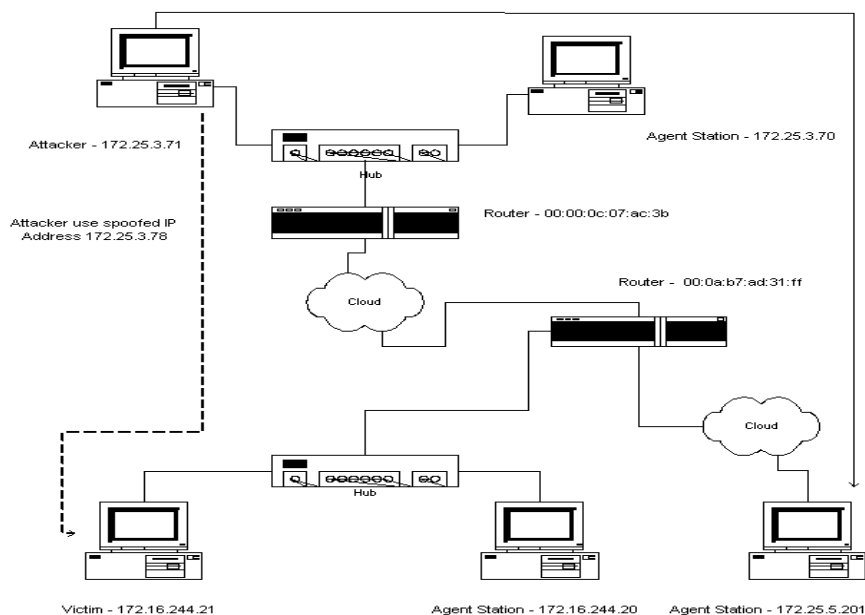 Attacker - 172.25.3.71
Agent Station - 172.25.3.70
Hub
Attacker use spoofed IP
Address 172.25.3.78
Router - 00:00:0c:07:ac:3b
Router - 00:0a:b7:ad:31:ff
Cloud
Cloud
Hub
Victim - 172.16.244.21
Agent Station - 172.16.244.20
Agent Station - 172.25.5.201